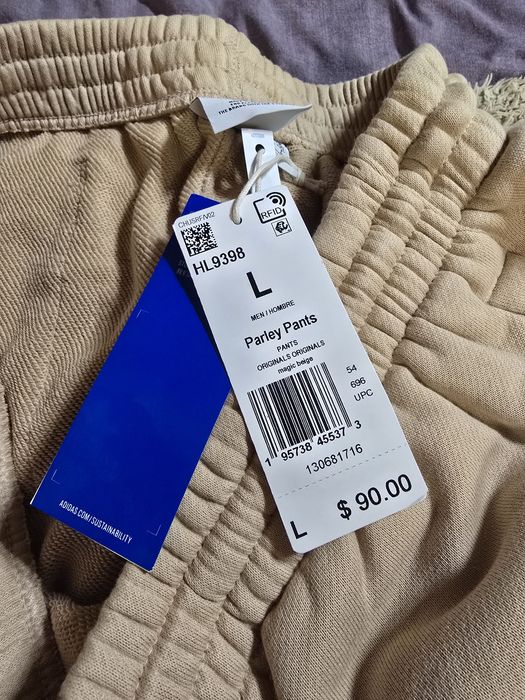 CHUSRFW02
RFID
HL9398
L
MEN / HOMBRE
Parley Pants
PANTS
ORIGINALS ORIGINALS
magic beige
54
696
UPC
1 95738 45537 3
130681716
L
$ 90.00
ADIDAS.COM/SUSTAINABILITY